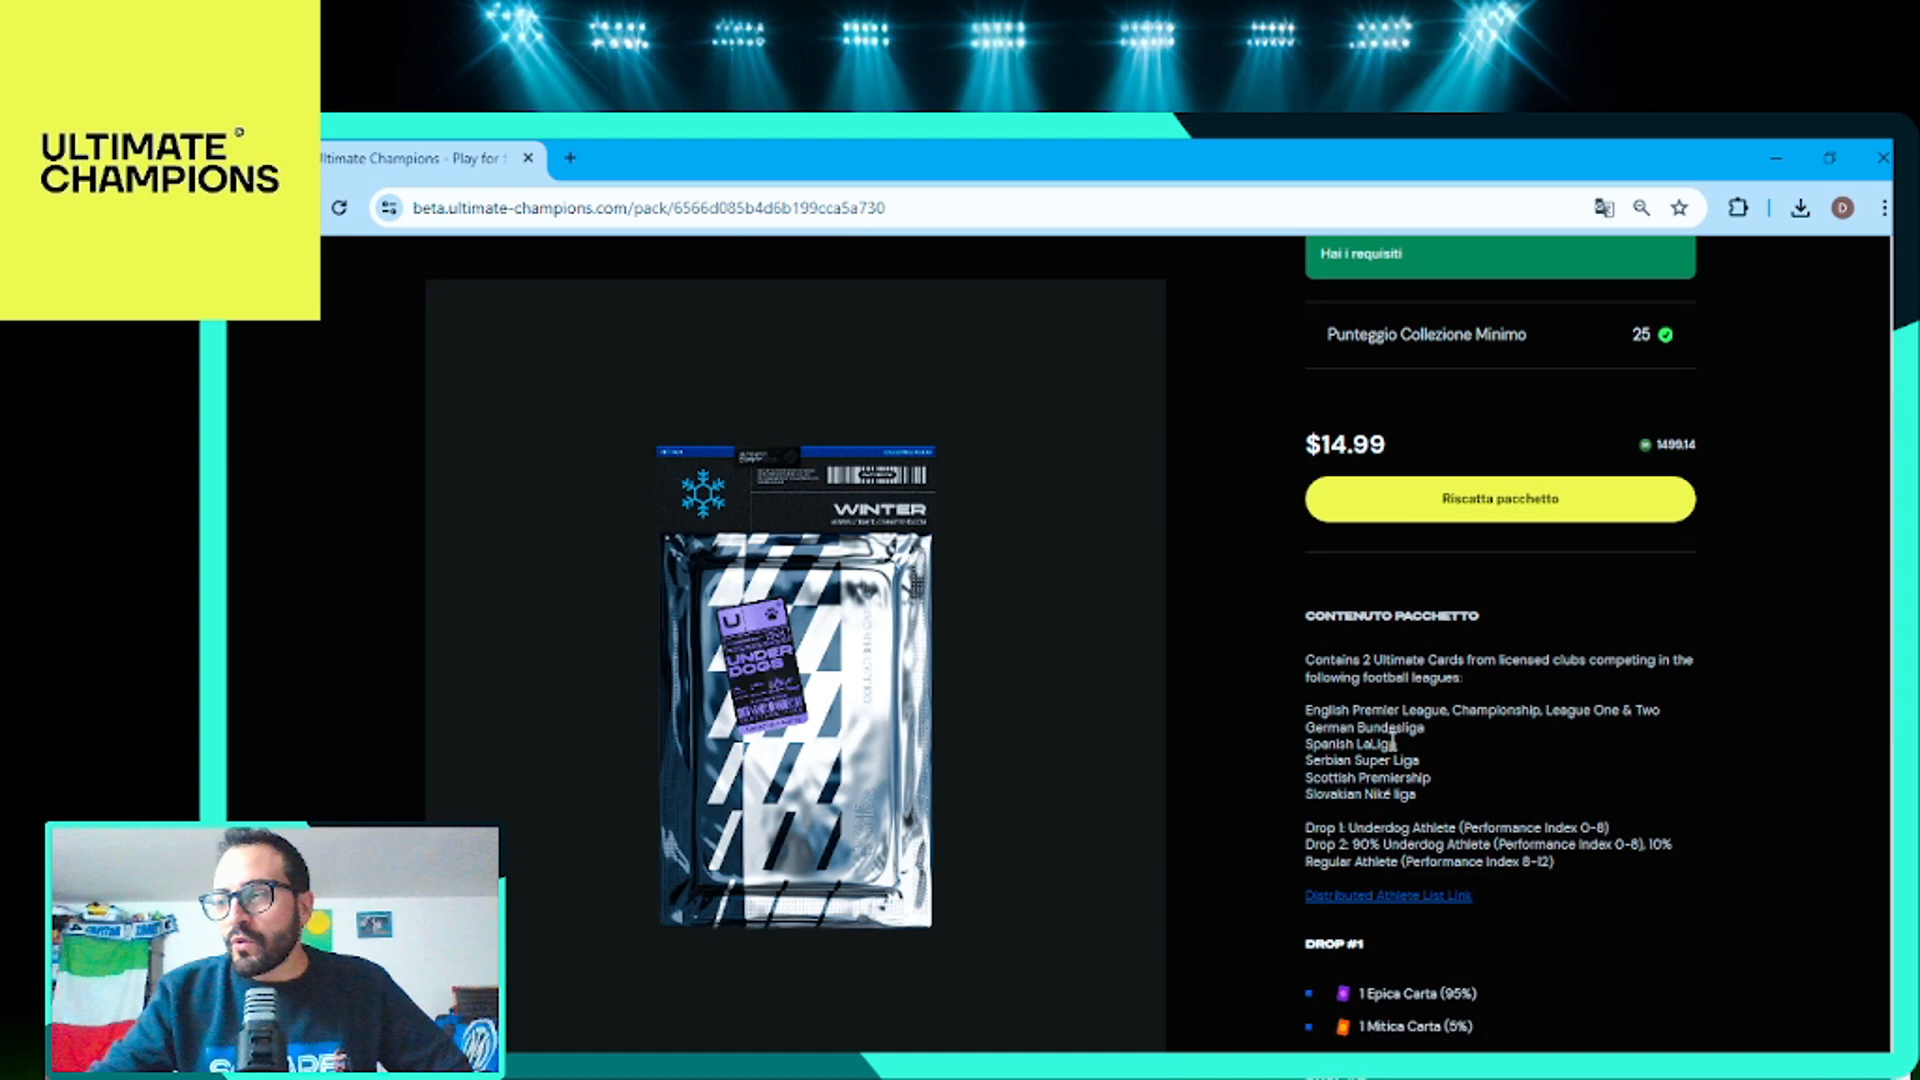 ULTIMATE
CHAMPIONS
ltimate Champions - Play for f
beta.ultimate-champions.com/pack/6566d085b4d6b199cca5a730
D
Hai i requisiti
Punteggio Collezione Minimo 25
$14.99 1499.14
Riscatta pacchetto
WINTER
U
UNDER
DOGS
CONTENUTO PACCHETTO
Contains 2 Ultimate Cards from licensed clubs competing in the
following football leagues:
English Premier League, Championship, League One & Two
German Bundesliga
Spanish LaLiga
Serbian Super Liga
Scottish Premiership
Slovakian Niké liga
Drop 1: Underdog Athlete (Performance Index 0-8)
Drop 2: 90% Underdog Athlete (Performance Index 0-8), 10%
Regular Athlete (Performance Index 8-12)
Distributed Athlete List Link
DROP #1
1 Epica Carta (95%)
1 Mitica Carta (5%)